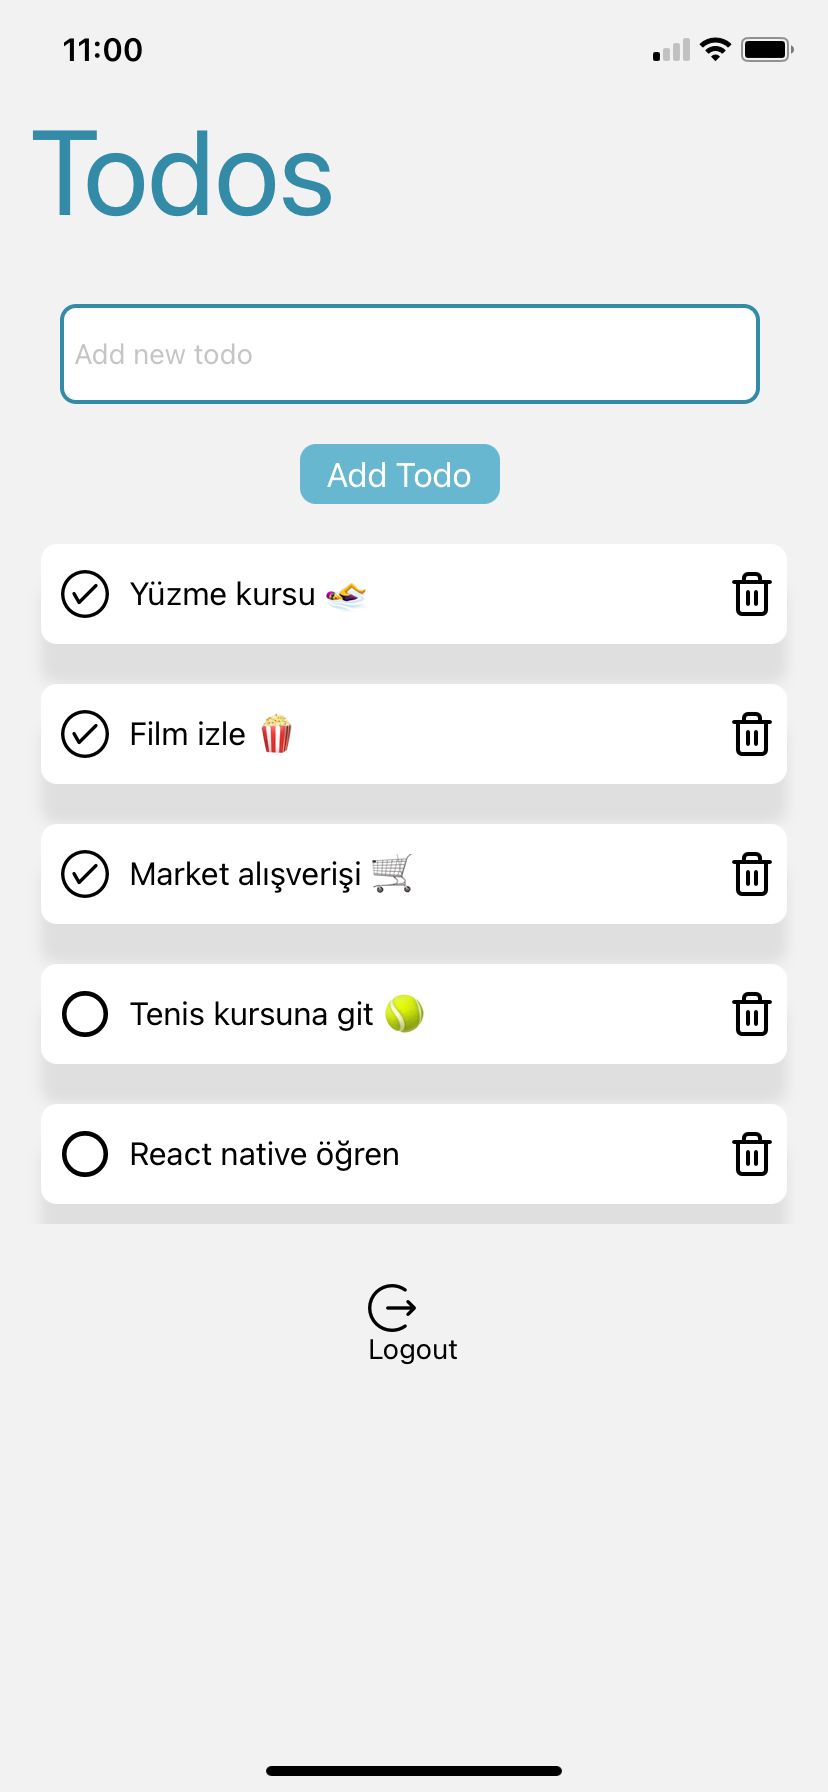 11:00
Todos
Add new todo
Add Todo
Yüzme kursu 🏊‍♀️
Film izle 🍿
Market alışverişi 🛒
Tenis kursuna git 🎾
React native öğren
Logout